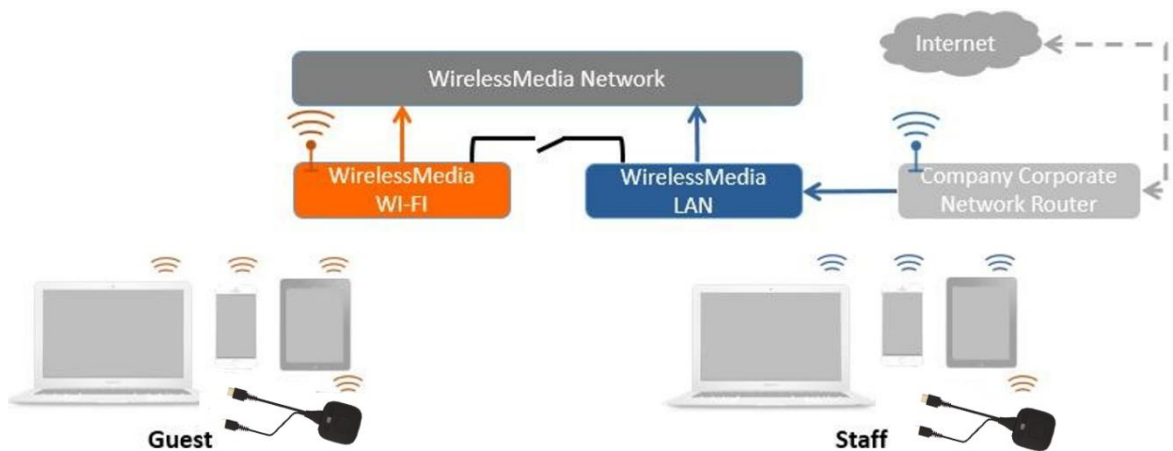 Internet
WirelessMedia Network
WirelessMedia
WI-FI
WirelessMedia
LAN
Company Corporate
Network Router
Guest
Staff